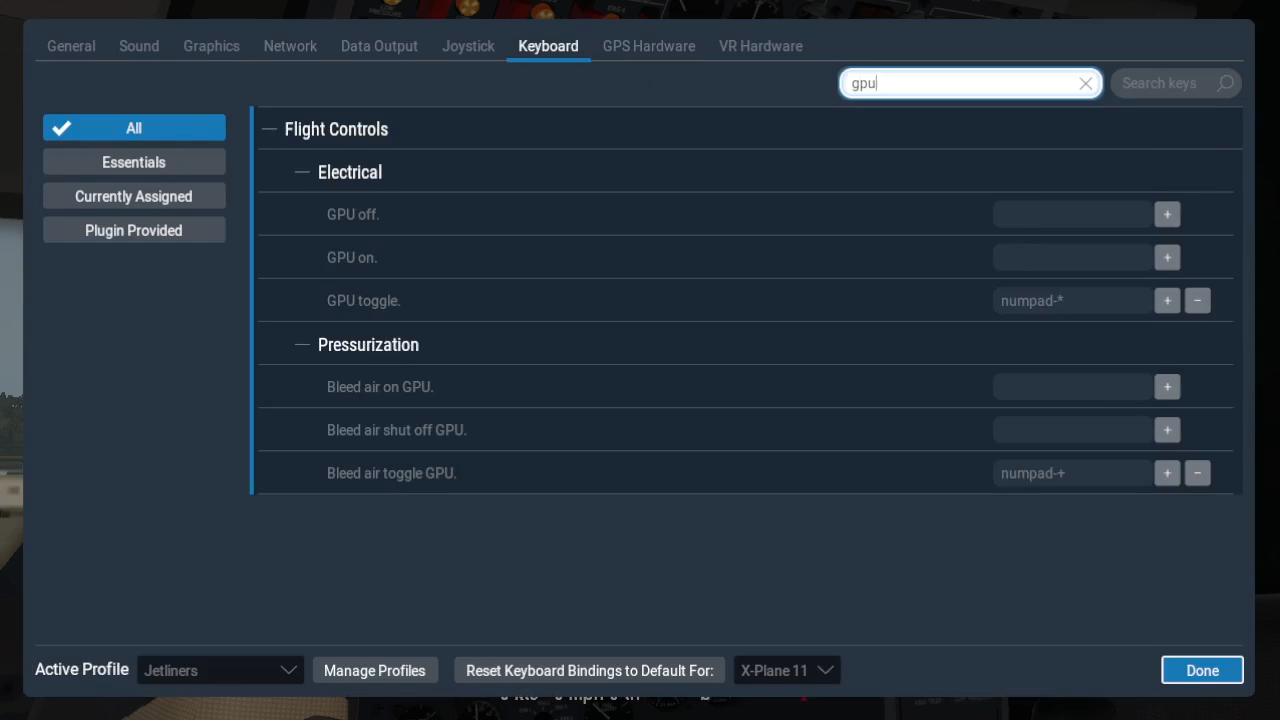 General Sound Graphics Network Data Output Joystick Keyboard GPS Hardware VR Hardware
gpu Search keys
All
Essentials
Currently Assigned
Plugin Provided
Flight Controls
Electrical
GPU off. +
GPU on. +
GPU toggle. numpad-* + −
Pressurization
Bleed air on GPU. +
Bleed air shut off GPU. +
Bleed air toggle GPU. numpad-+ + −
Active Profile Jetliners Manage Profiles Reset Keyboard Bindings to Default For: X-Plane 11 Done